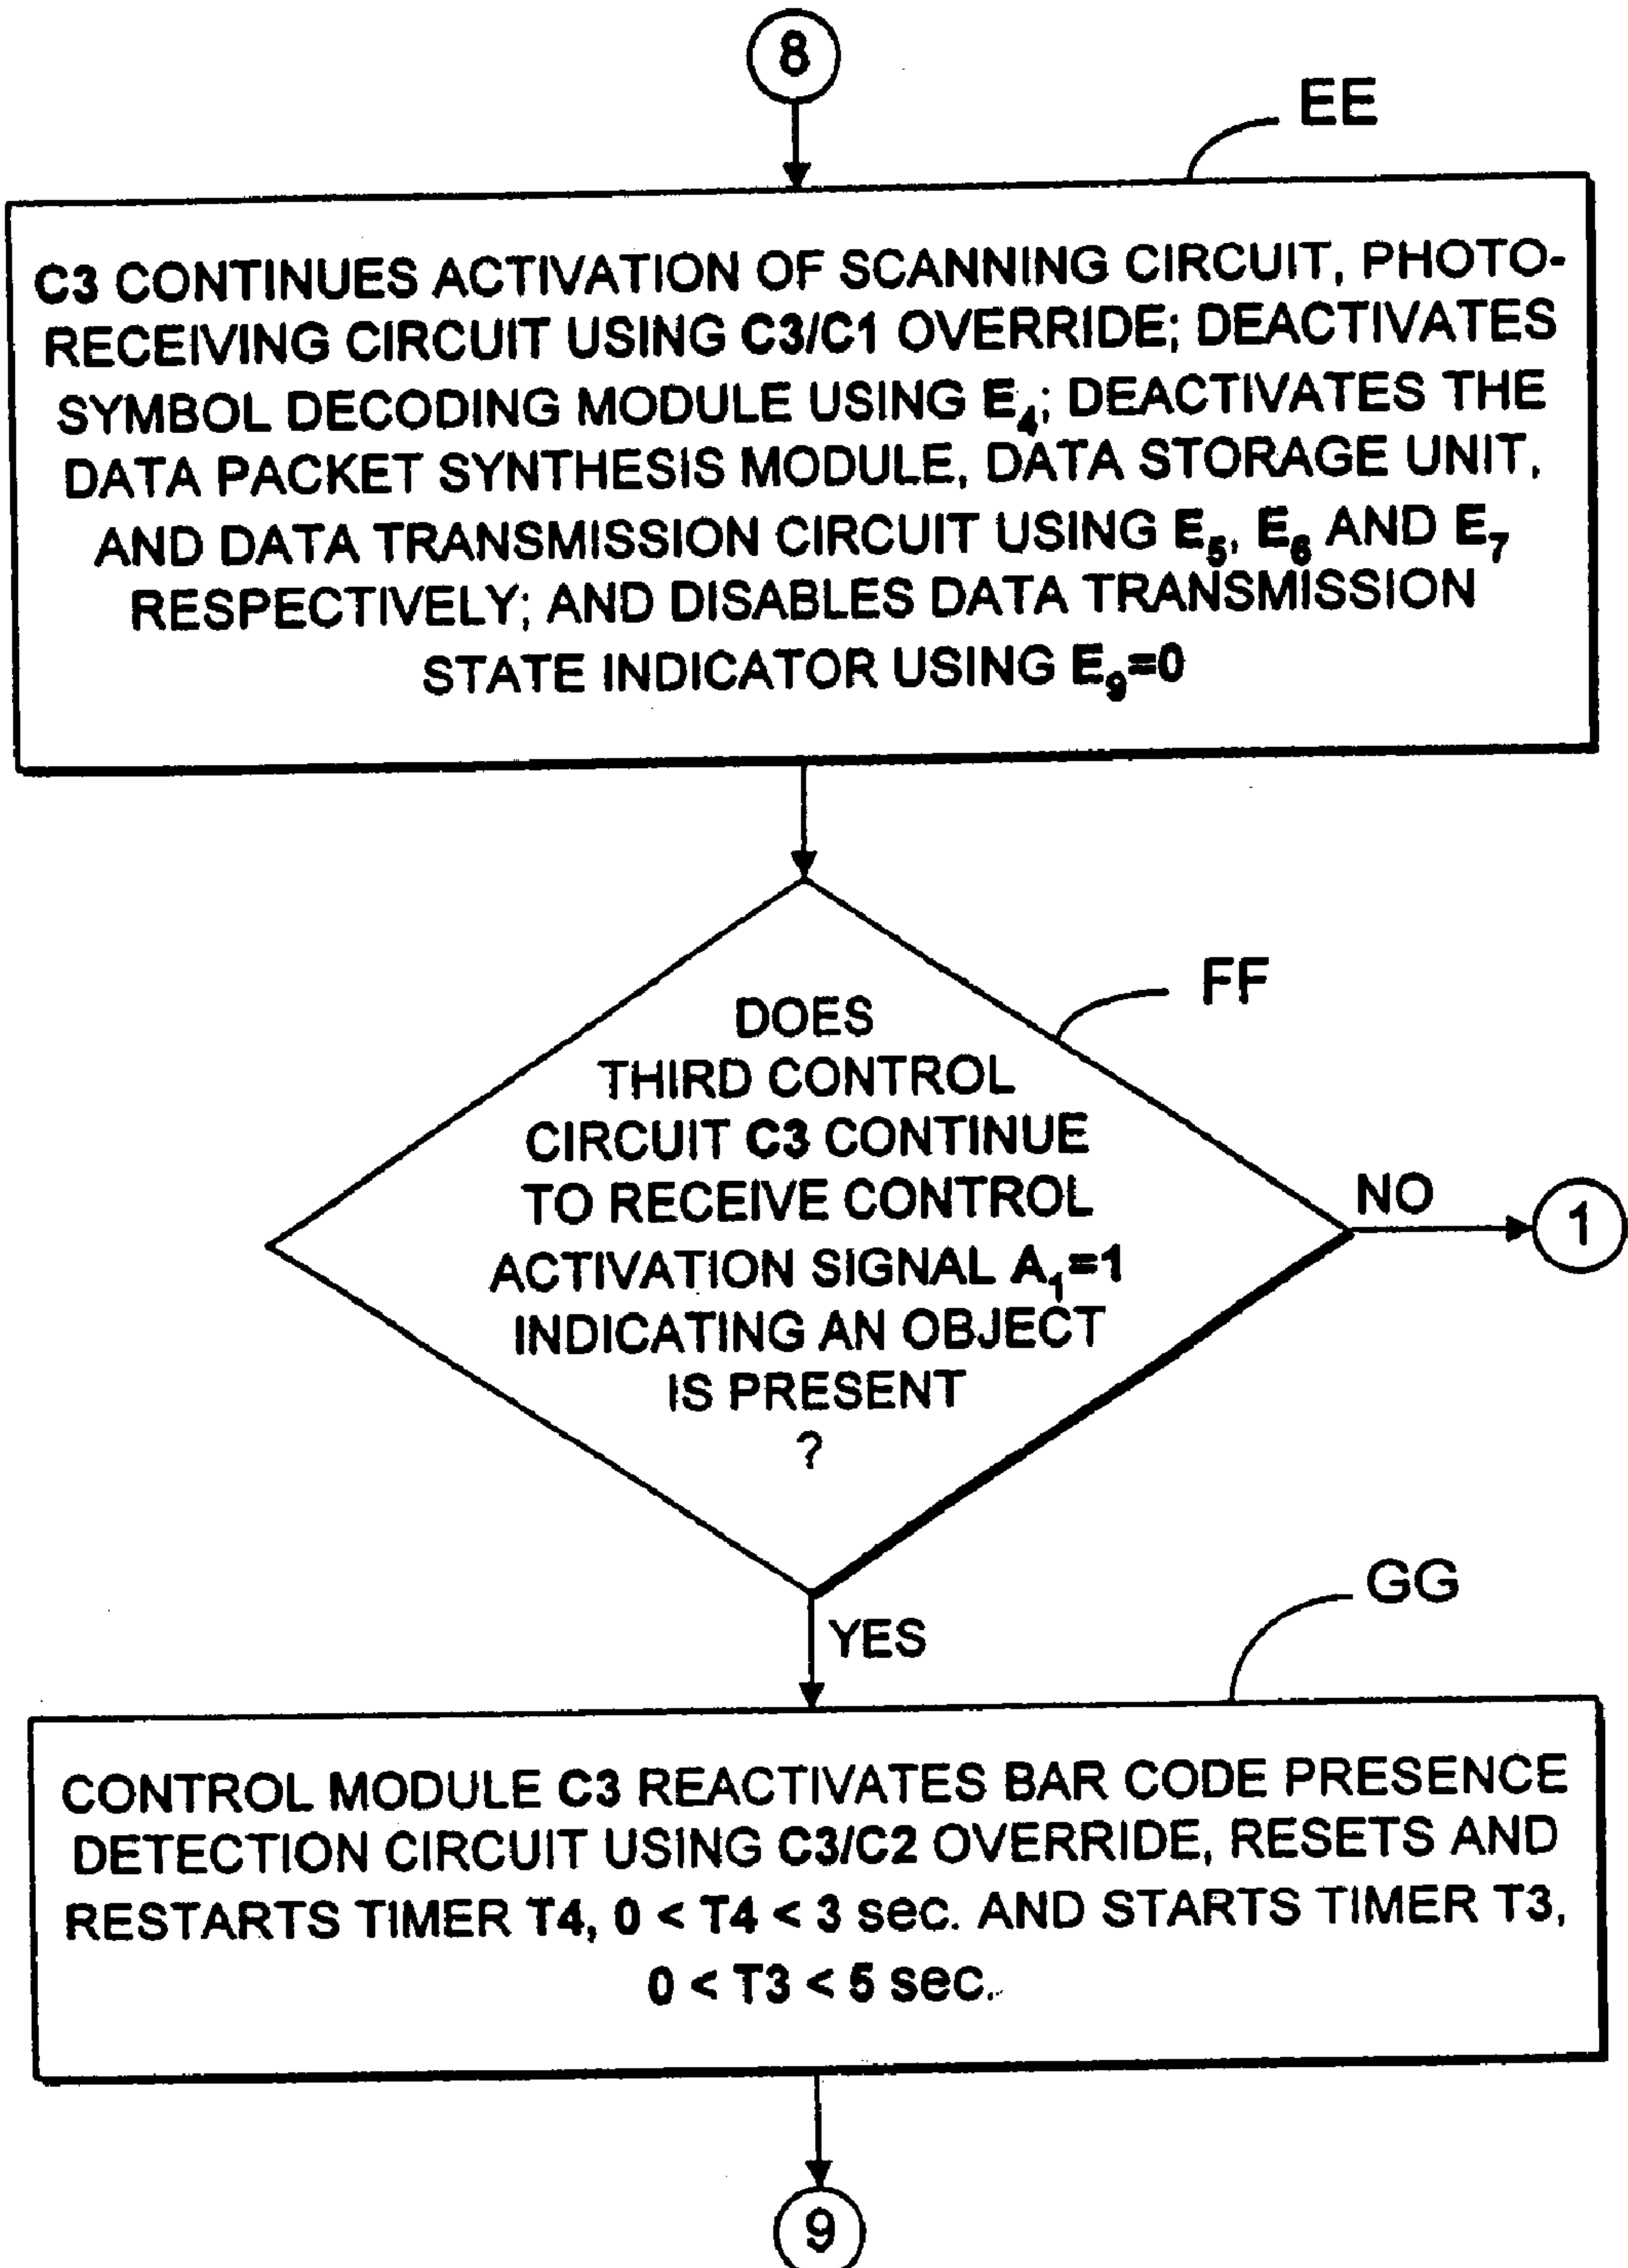 8
EE
C3 CONTINUES ACTIVATION OF SCANNING CIRCUIT, PHOTO-
RECEIVING CIRCUIT USING C3/C1 OVERRIDE; DEACTIVATES
SYMBOL DECODING MODULE USING E₄; DEACTIVATES THE
DATA PACKET SYNTHESIS MODULE, DATA STORAGE UNIT,
AND DATA TRANSMISSION CIRCUIT USING E₅, E₆ AND E₇
RESPECTIVELY; AND DISABLES DATA TRANSMISSION
STATE INDICATOR USING E₉=0
FF
DOES
THIRD CONTROL
CIRCUIT C3 CONTINUE
TO RECEIVE CONTROL
ACTIVATION SIGNAL A₁=1
INDICATING AN OBJECT
IS PRESENT
?
NO
1
YES
GG
CONTROL MODULE C3 REACTIVATES BAR CODE PRESENCE
DETECTION CIRCUIT USING C3/C2 OVERRIDE, RESETS AND
RESTARTS TIMER T4, 0 < T4 < 3 sec. AND STARTS TIMER T3,
0 < T3 < 5 sec.
9